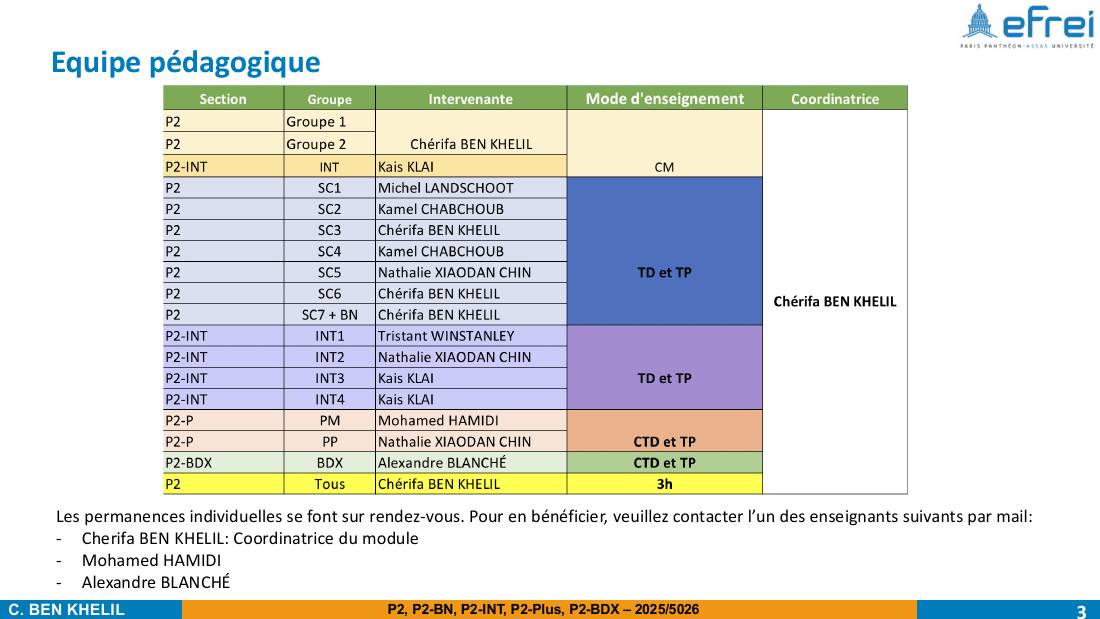 efrei
PARIS PANTHÉON-ASSAS UNIVERSITÉ
Equipe pédagogique
Section Groupe Intervenante Mode d'enseignement Coordinatrice
P2 Groupe 1
P2 Groupe 2 Chérifa BEN KHELIL
P2-INT INT Kais KLAI CM
P2 SC1 Michel LANDSCHOOT
P2 SC2 Kamel CHABCHOUB
P2 SC3 Chérifa BEN KHELIL
P2 SC4 Kamel CHABCHOUB
P2 SC5 Nathalie XIAODAN CHIN TD et TP
P2 SC6 Chérifa BEN KHELIL
Chérifa BEN KHELIL
P2 SC7 + BN Chérifa BEN KHELIL
P2-INT INT1 Tristant WINSTANLEY
P2-INT INT2 Nathalie XIAODAN CHIN
P2-INT INT3 Kais KLAI TD et TP
P2-INT INT4 Kais KLAI
P2-P PM Mohamed HAMIDI
P2-P PP Nathalie XIAODAN CHIN CTD et TP
P2-BDX BDX Alexandre BLANCHÉ CTD et TP
P2 Tous Chérifa BEN KHELIL 3h
Les permanences individuelles se font sur rendez-vous. Pour en bénéficier, veuillez contacter l'un des enseignants suivants par mail:
- Cherifa BEN KHELIL: Coordinatrice du module
- Mohamed HAMIDI
- Alexandre BLANCHÉ
C. BEN KHELIL P2, P2-BN, P2-INT, P2-Plus, P2-BDX – 2025/5026 3